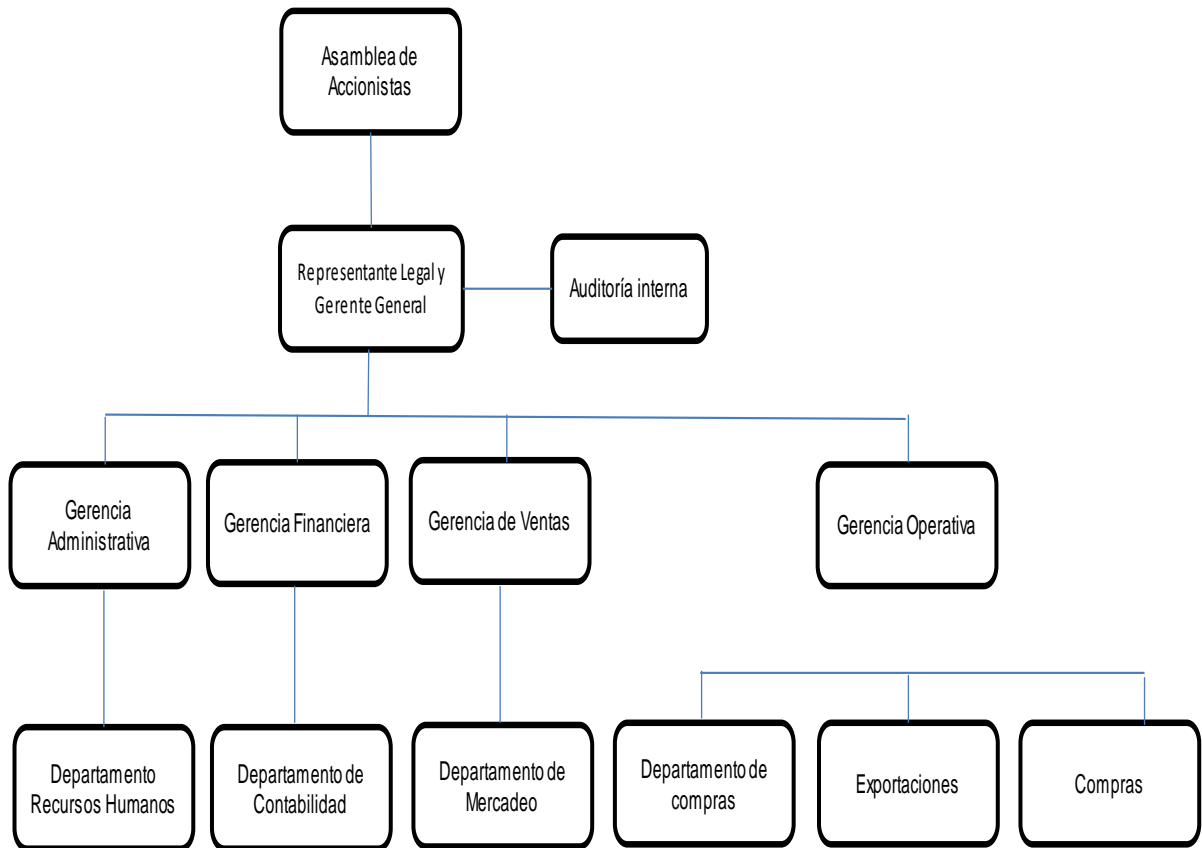 Asamblea de
Accionistas
Representante Legal y
Gerente General
Auditoría interna
Gerencia
Administrativa
Gerencia Financiera
Gerencia de Ventas
Gerencia Operativa
Departamento
Recursos Humanos
Departamento de
Contabilidad
Departamento de
Mercadeo
Departamento de
compras
Exportaciones
Compras